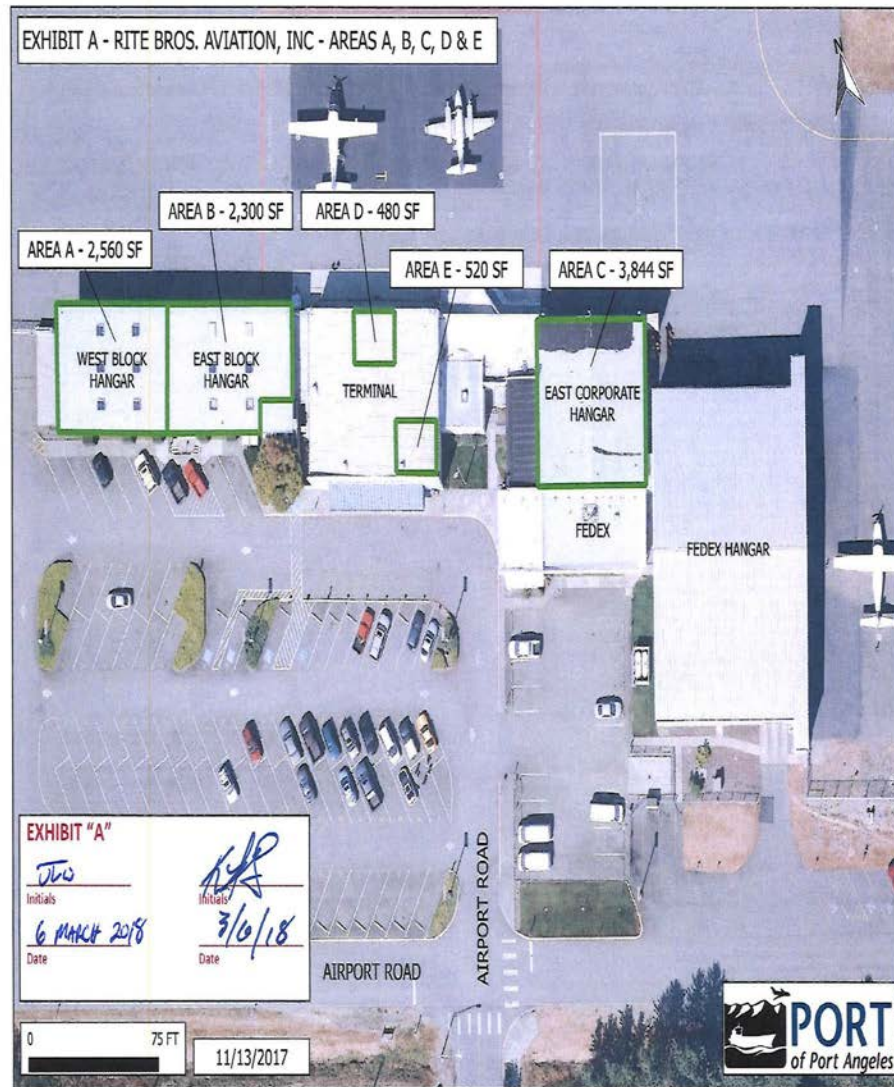 EXHIBIT A - RITE BROS. AVIATION, INC - AREAS A, B, C, D & E
N
AREA B - 2,300 SF
AREA D - 480 SF
AREA A - 2,560 SF
AREA E - 520 SF
AREA C - 3,844 SF
WEST BLOCK
HANGAR
EAST BLOCK
HANGAR
TERMINAL
EAST CORPORATE
HANGAR
FEDEX
FEDEX HANGAR
EXHIBIT "A"
Initials
Initials
6 MARCH 2018
3/6/18
Date
Date
AIRPORT ROAD
AIRPORT ROAD
0
75 FT
11/13/2017
PORT
of Port Angeles